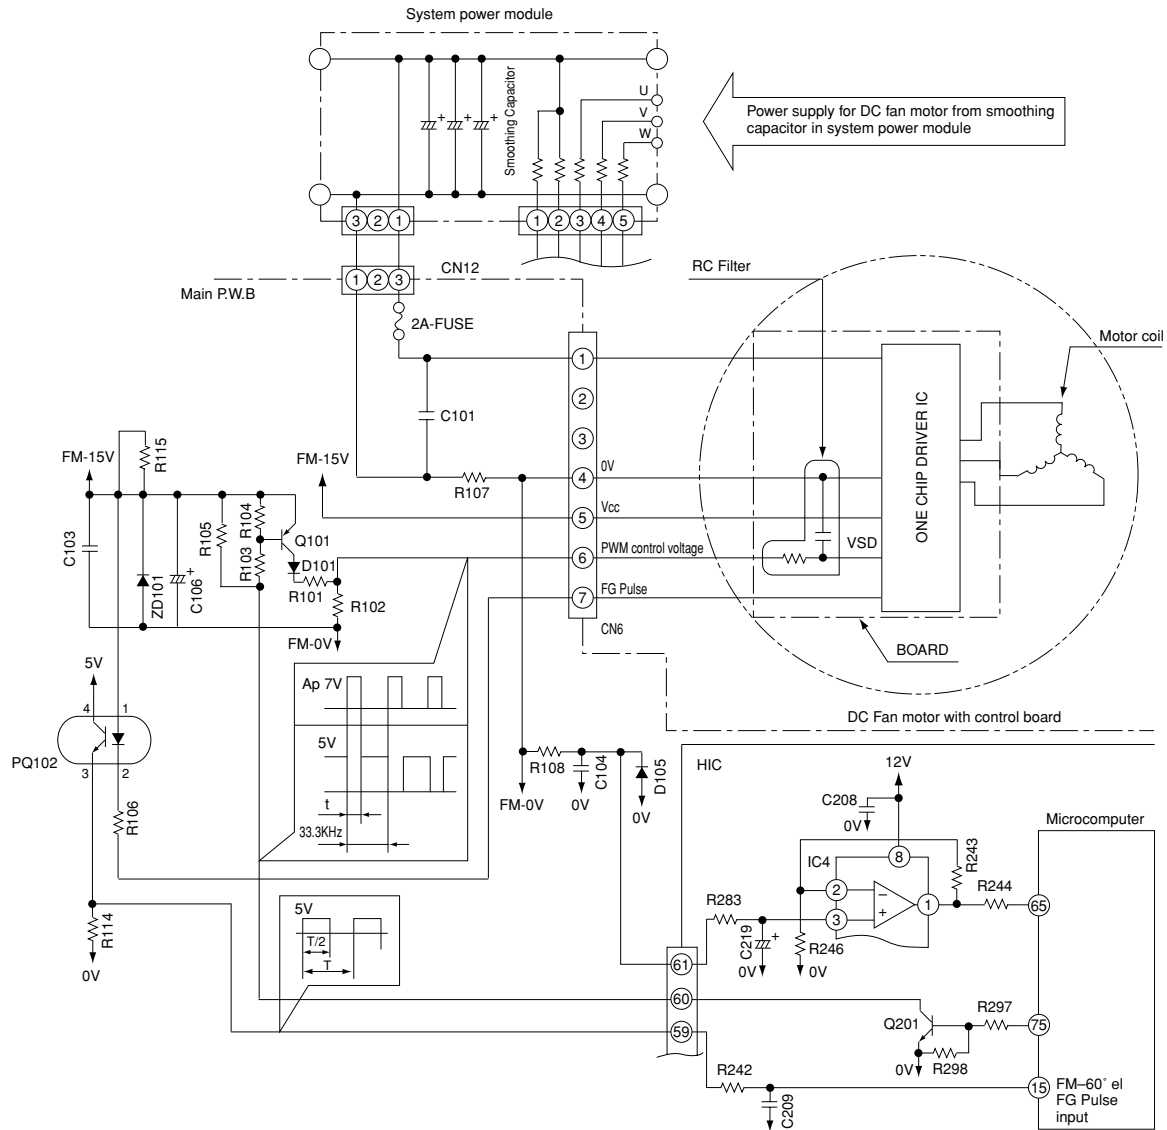 System power module
U
V
W
+ + +
Smoothing Capacitor
Power supply for DC fan motor from smoothing
capacitor in system power module
3 2 1
1 2 3 4 5
CN12
1 2 3
Main P.W.B
2A-FUSE
RC Filter
Motor coil
1
2
3
4
5
6
7
C101
R107
0V
Vcc
PWM control voltage
FG Pulse
CN6
VSD
ONE CHIP DRIVER IC
BOARD
DC Fan motor with control board
FM-15V
R115
FM-15V
C103
ZD101
C106
+
R105
R104
R103
Q101
D101
R101
R102
FM-0V
5V
4 1
PQ102
3 2
R106
R114
0V
Ap 7V
5V
t
33.3KHz
5V
T/2
T
R108
C104
D105
FM-0V
0V
0V
HIC
12V
C208
0V
IC4
8
2
3
1
−
+
R243
R244
R283
C219
+
0V
R246
0V
Microcomputer
65
61
60
59
Q201
R297
75
0V
R298
R242
C209
15
FM–60° el
FG Pulse
input